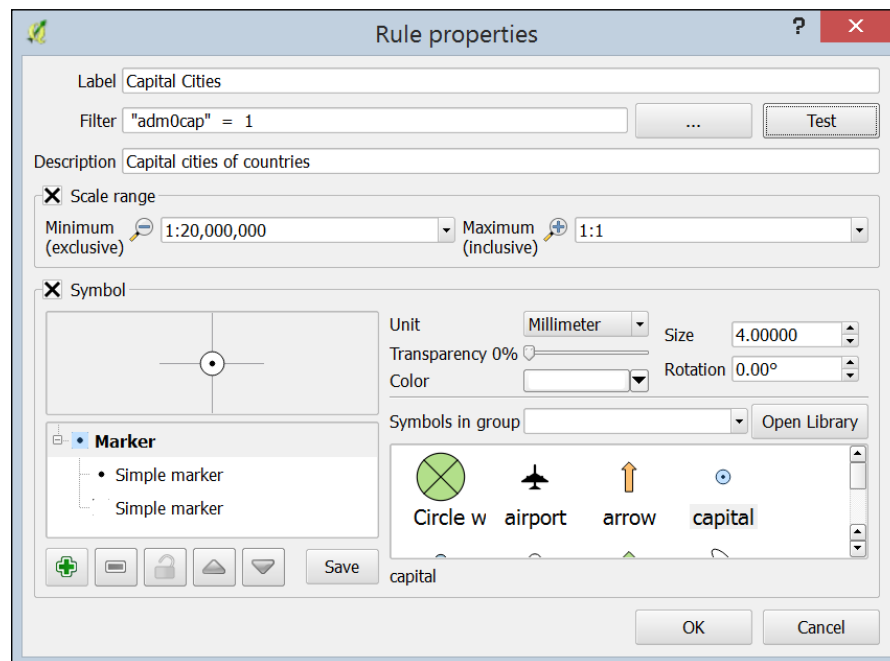 Rule properties ? ×
Label Capital Cities
Filter "adm0cap" = 1 ... Test
Description Capital cities of countries
Scale range
Minimum (exclusive) 1:20,000,000 Maximum (inclusive) 1:1
Symbol
Unit Millimeter
Size 4.00000
Transparency 0%
Rotation 0.00°
Color
Symbols in group Open Library
Marker
Simple marker
Simple marker
Circle w airport arrow capital
Save
capital
OK Cancel